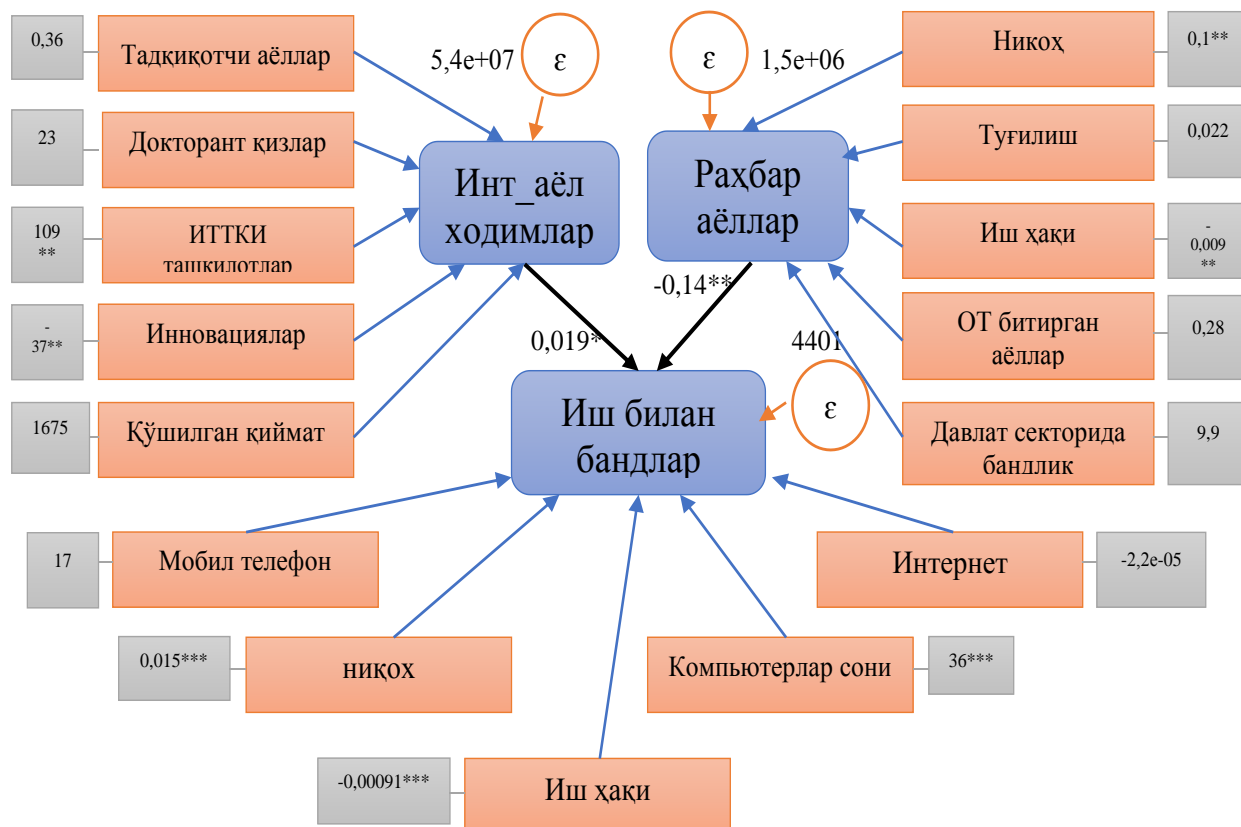 0,36
Тадқиқотчи аёллар
5,4e+07
ε
ε
1,5e+06
Никоҳ
0,1**
23
Докторант қизлар
Туғилиш
0,022
Инт_аёл
ходимлар
Раҳбар
аёллар
109
**
ИТТКИ
ташкилотлар
Иш ҳақи
-
0,009
**
-
37**
Инновациялар
0,019*
-0,14**
4401
ОТ битирган
аёллар
0,28
1675
Қўшилган қиймат
Иш билан
бандлар
ε
Давлат секторида
бандлик
9,9
17
Мобил телефон
Интернет
-2,2e-05
0,015***
ниқох
Компьютерлар сони
36***
-0,00091***
Иш ҳақи